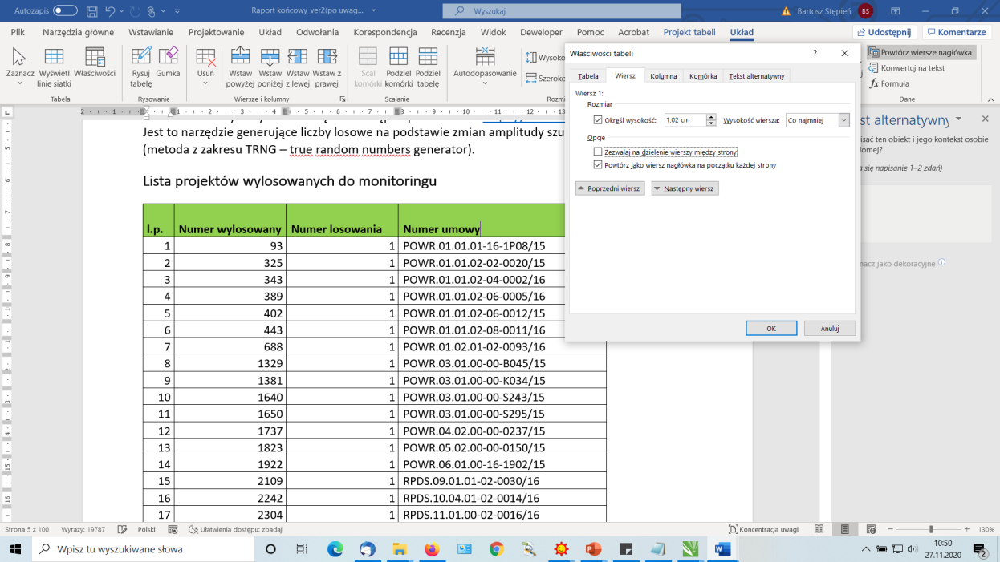 Autozapis
Raport końcowy_ver2(po uwag...
Wyszukaj
Bartosz Stępień
BS
Plik Narzędzia główne Wstawianie Projektowanie Układ Odwołania Korespondencja Recenzja Widok Deweloper Pomoc Acrobat Projekt tabeli Układ
Udostępnij
Komentarze
Zaznacz
Wyświetl linie siatki
Właściwości
Tabela
Rysuj tabelę
Gumka
Rysowanie
Usuń
Wstaw powyżej
Wstaw poniżej
Wstaw z lewej
Wstaw z prawej
Wiersze i kolumny
Scal komórki
Podziel komórki
Podziel tabelę
Scalanie
Autodopasowanie
Wysoko
Szeroko
Rozmi
Powtórz wiersze nagłówka
Konwertuj na tekst
Formuła
Dane
Właściwości tabeli
Tabela Wiersz Kolumna Komórka Tekst alternatywny
Wiersz 1:
Rozmiar
Określ wysokość: 1,02 cm Wysokość wiersza: Co najmniej
Opcje
Zezwalaj na dzielenie wierszy między strony
Powtórz jako wiersz nagłówka na początku każdej strony
Poprzedni wiersz Następny wiersz
OK Anuluj
st alternatywny
isać ten obiekt i jego kontekst osobie
lomej?
a się napisanie 1–2 zdań)
nacz jako dekoracyjne
Jest to narzędzie generujące liczby losowe na podstawie zmian amplitudy szu
(metoda z zakresu TRNG – true random numbers generator).
Lista projektów wylosowanych do monitoringu
l.p. Numer wylosowany Numer losowania Numer umowy
1 93 1 POWR.01.01.01-16-1P08/15
2 325 1 POWR.01.01.02-02-0020/15
3 343 1 POWR.01.01.02-04-0002/16
4 389 1 POWR.01.01.02-06-0005/16
5 402 1 POWR.01.01.02-06-0012/15
6 443 1 POWR.01.01.02-08-0011/16
7 688 1 POWR.01.02.01-02-0093/16
8 1329 1 POWR.03.01.00-00-B045/15
9 1381 1 POWR.03.01.00-00-K034/15
10 1640 1 POWR.03.01.00-00-S243/15
11 1650 1 POWR.03.01.00-00-S295/15
12 1737 1 POWR.04.02.00-00-0237/15
13 1823 1 POWR.05.02.00-00-0150/15
14 1922 1 POWR.06.01.00-16-1902/15
15 2109 1 RPDS.09.01.01-02-0030/16
16 2242 1 RPDS.10.04.01-02-0014/16
17 2304 1 RPDS.11.01.00-02-0016/16
Strona 5 z 100 Wyrazy: 19787 Polski Ułatwienia dostępu: zbadaj
Koncentracja uwagi
130%
Wpisz tu wyszukiwane słowa
10:50
27.11.2020
2